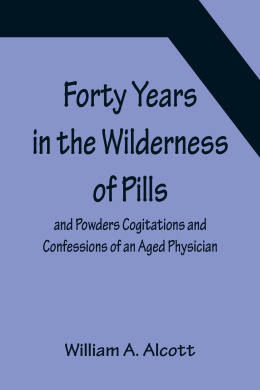 Forty Years
in the Wilderness
of Pills
and Powders Cogitations and
Confessions of an Aged Physician
William A. Alcott